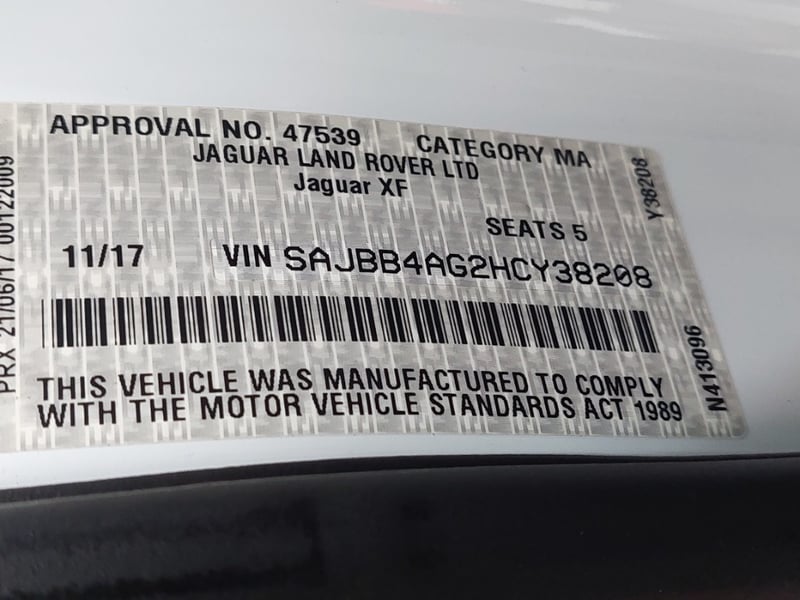 APPROVAL NO. 47539 CATEGORY MA
JAGUAR LAND ROVER LTD
Jaguar XF
SEATS 5
11/17 VIN SAJBB4AG2HCY38208
THIS VEHICLE WAS MANUFACTURED TO COMPLY
WITH THE MOTOR VEHICLE STANDARDS ACT 1989
PRX 21/06/17 00122009
Y38208
N413096